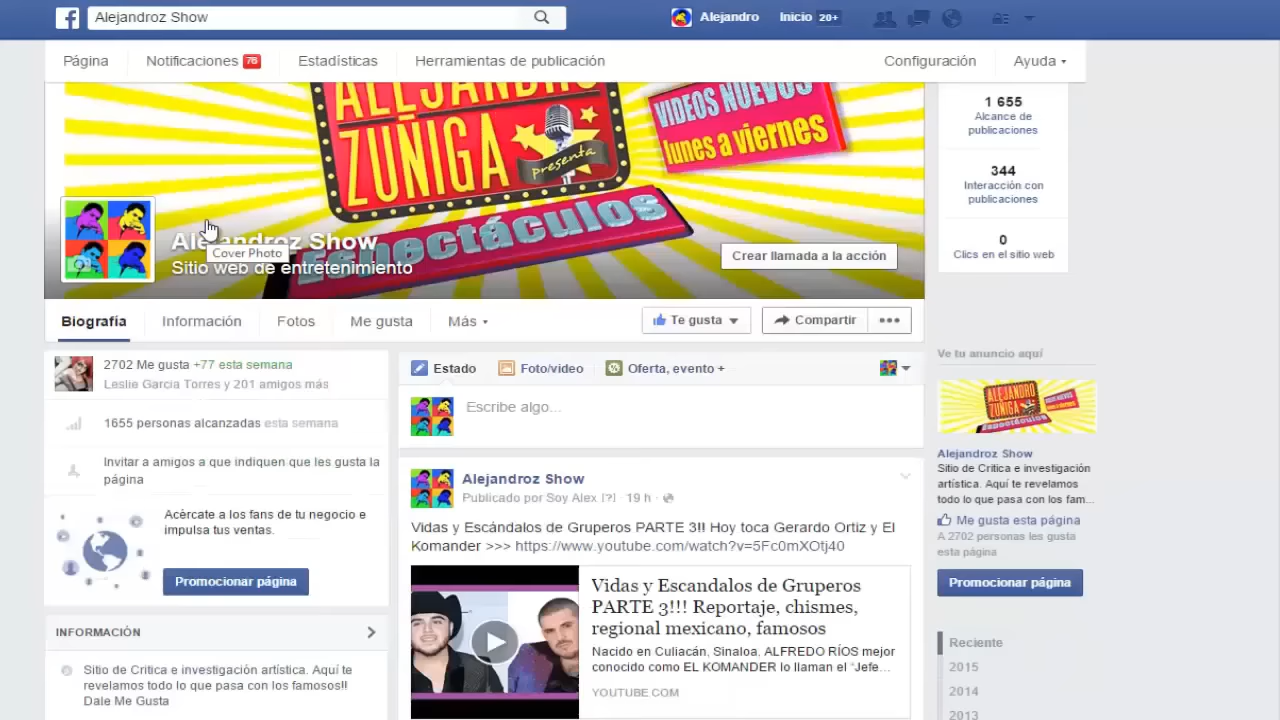 Alejandroz Show
Alejandro
Inicio 20+
Página
Notificaciones 76
Estadísticas
Herramientas de publicación
Configuración
Ayuda
ALEJANDRO
ZUÑIGA
presenta
Espectáculos
VIDEOS NUEVOS
lunes a viernes
Alejandroz Show
Cover Photo
Sitio web de entretenimiento
Crear llamada a la acción
1 655
Alcance de
publicaciones
344
Interacción con
publicaciones
0
Clics en el sitio web
Biografía
Información
Fotos
Me gusta
Más
Te gusta
Compartir
2702 Me gusta +77 esta semana
Leslie Garcia Torres y 201 amigos más
1655 personas alcanzadas esta semana
Invitar a amigos a que indiquen que les gusta la
página
Acércate a los fans de tu negocio e
impulsa tus ventas.
Promocionar página
INFORMACIÓN
Sitio de Critica e investigación artística. Aquí te
revelamos todo lo que pasa con los famosos!!
Dale Me Gusta
Estado
Foto/video
Oferta, evento +
Escribe algo...
Alejandroz Show
Publicado por Soy Alex [?] · 19 h ·
Vidas y Escándalos de Gruperos PARTE 3!! Hoy toca Gerardo Ortiz y El
Komander >>> https://www.youtube.com/watch?v=5Fc0mXOtj40
Vidas y Escandalos de Gruperos
PARTE 3!!! Reportaje, chismes,
regional mexicano, famosos
Nacido en Culiacán, Sinaloa, ALFREDO RÍOS mejor
conocido como EL KOMANDER lo llaman el "Jefe...
YOUTUBE.COM
Ve tu anuncio aquí
ALEJANDRO
ZUÑIGA
Espectáculos
VIDEOS NUEVOS
lunes a viernes
Alejandroz Show
Sitio de Critica e investigación
artística. Aquí te revelamos
todo lo que pasa con los fam...
Me gusta esta página
A 2702 personas les gusta
esta página
Promocionar página
Reciente
2015
2014
2013